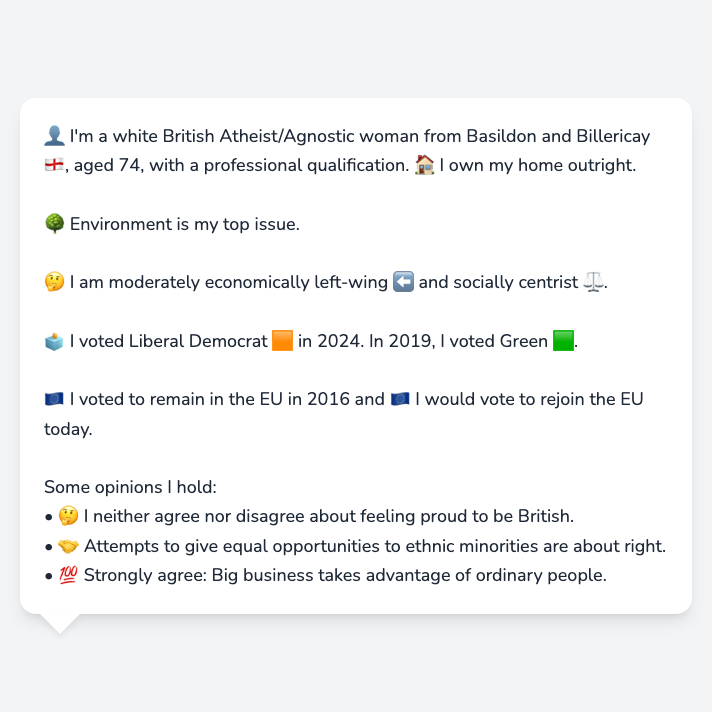 👤 I'm a white British Atheist/Agnostic woman from Basildon and Billericay
🏴󠁧󠁢󠁥󠁮󠁧󠁿, aged 74, with a professional qualification. 🏠 I own my home outright.
🌳 Environment is my top issue.
🤔 I am moderately economically left-wing ⬅️ and socially centrist ⚖️.
🗳️ I voted Liberal Democrat 🟧 in 2024. In 2019, I voted Green 🟩.
🇪🇺 I voted to remain in the EU in 2016 and 🇪🇺 I would vote to rejoin the EU
today.
Some opinions I hold:
• 🤔 I neither agree nor disagree about feeling proud to be British.
• 🤝 Attempts to give equal opportunities to ethnic minorities are about right.
• 💯 Strongly agree: Big business takes advantage of ordinary people.